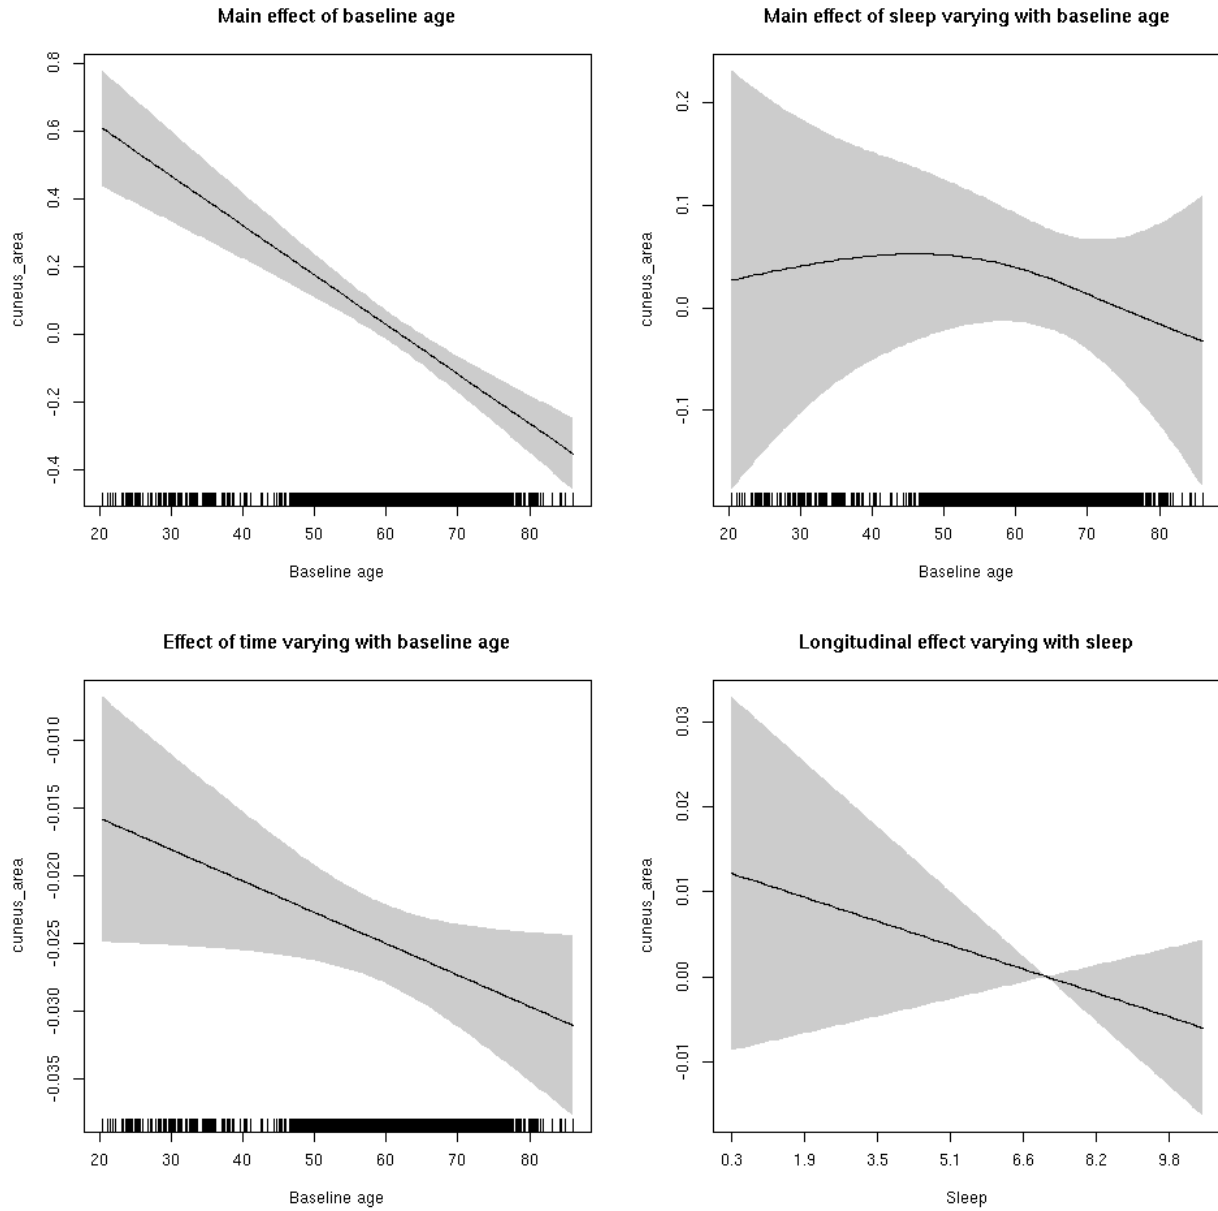 Main effect of baseline age
cuneus_area
0.8
0.6
0.4
0.2
0.0
-0.2
-0.4
20 30 40 50 60 70 80
Baseline age
Main effect of sleep varying with baseline age
cuneus_area
0.2
0.1
0.0
-0.1
20 30 40 50 60 70 80
Baseline age
Effect of time varying with baseline age
cuneus_area
-0.010
-0.015
-0.020
-0.025
-0.030
-0.035
20 30 40 50 60 70 80
Baseline age
Longitudinal effect varying with sleep
cuneus_area
0.03
0.02
0.01
0.00
-0.01
0.3 1.9 3.5 5.1 6.6 8.2 9.8
Sleep